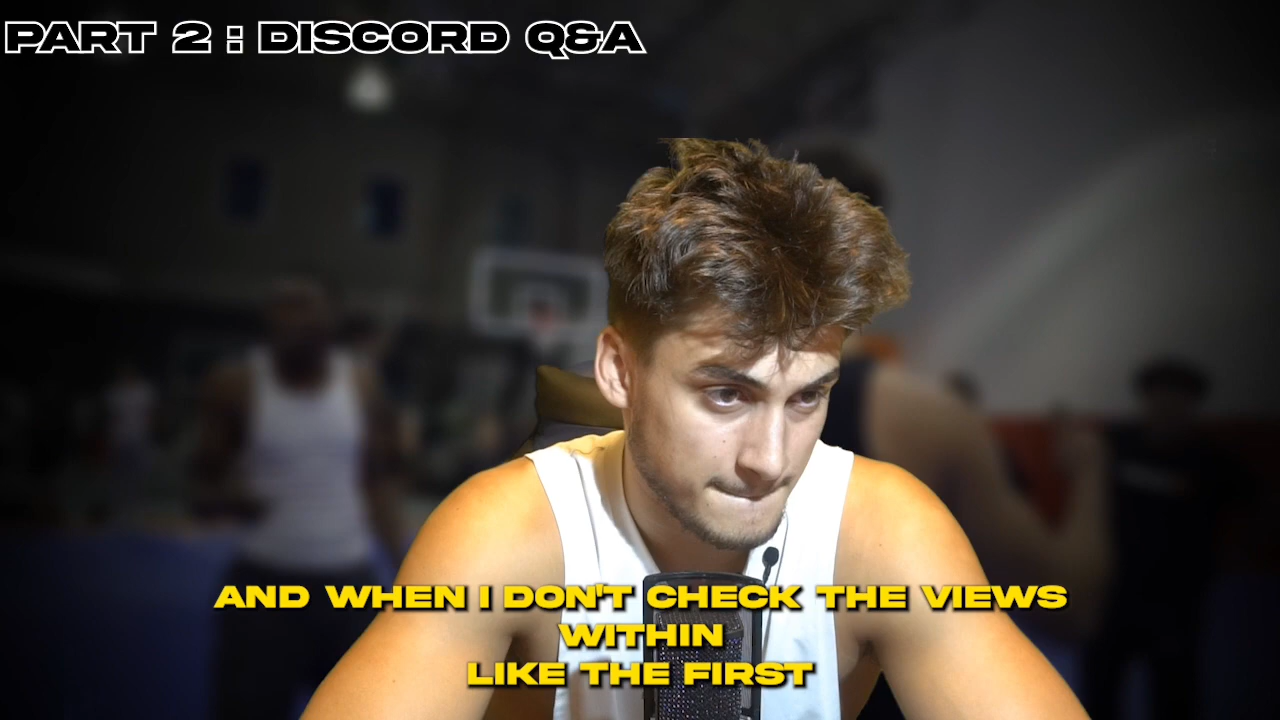 PART 2 : DISCORD Q&A
AND WHEN I DON'T CHECK THE VIEWS
WITHIN
LIKE THE FIRST